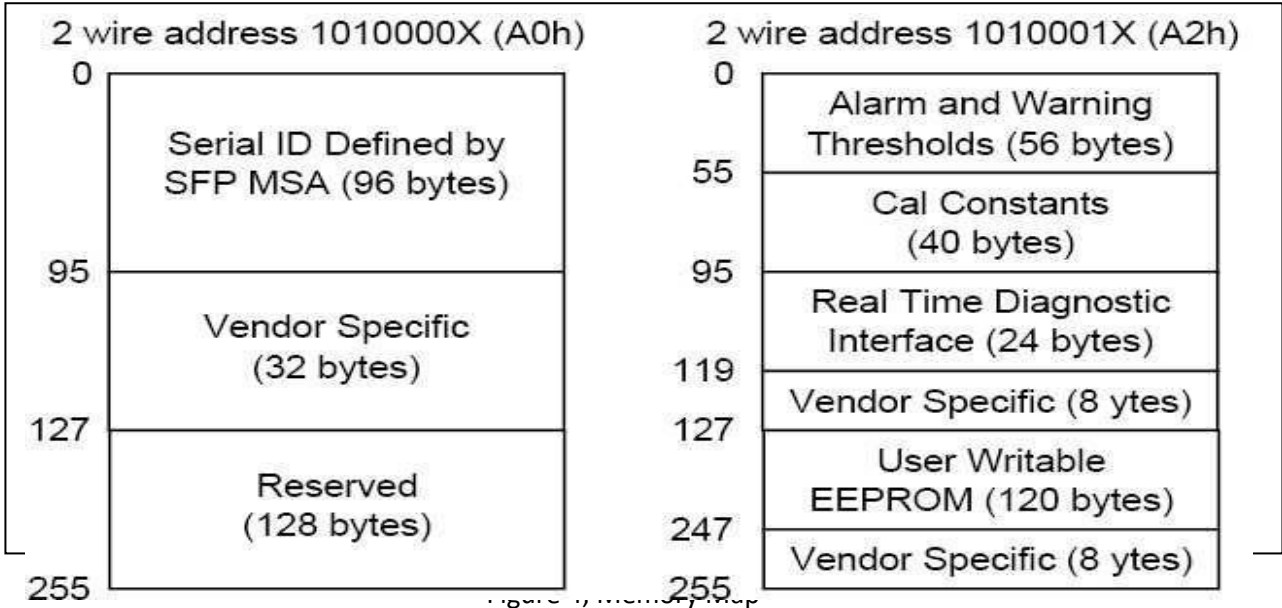 2 wire address 1010000X (A0h)
0
Serial ID Defined by
SFP MSA (96 bytes)
95
Vendor Specific
(32 bytes)
127
Reserved
(128 bytes)
255
2 wire address 1010001X (A2h)
0
Alarm and Warning
Thresholds (56 bytes)
55
Cal Constants
(40 bytes)
95
Real Time Diagnostic
Interface (24 bytes)
119
Vendor Specific (8 ytes)
127
User Writable
EEPROM (120 bytes)
247
Vendor Specific (8 ytes)
255
Memory Map